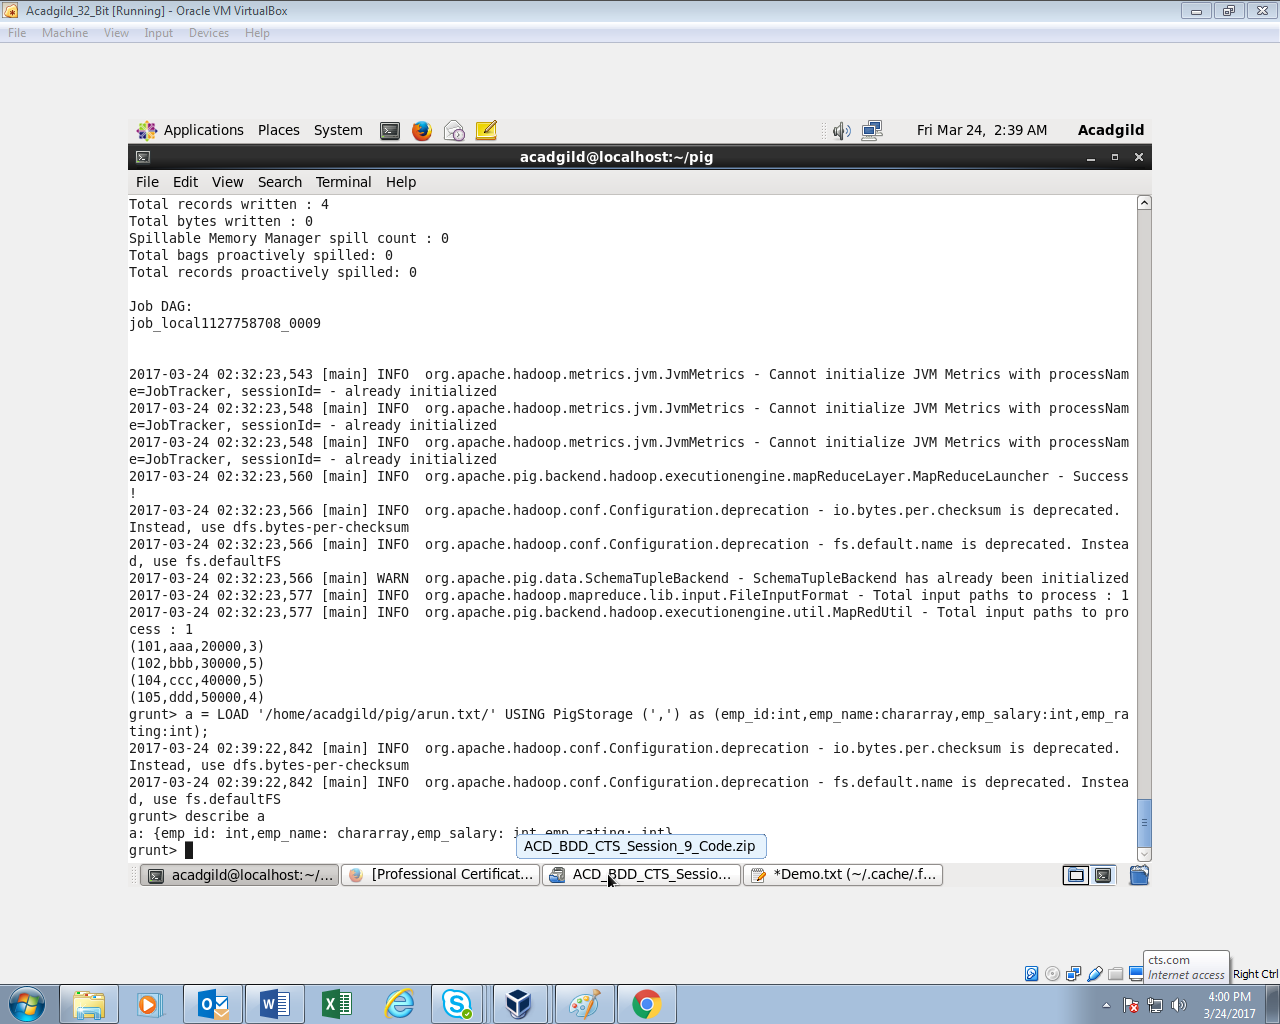 Acadgild_32_Bit [Running] - Oracle VM VirtualBox
File Machine View Input Devices Help
Applications Places System Fri Mar 24, 2:39 AM Acadgild
acadgild@localhost:~/pig
File Edit View Search Terminal Help
Total records written : 4
Total bytes written : 0
Spillable Memory Manager spill count : 0
Total bags proactively spilled: 0
Total records proactively spilled: 0
Job DAG:
job_local1127758708_0009
2017-03-24 02:32:23,543 [main] INFO  org.apache.hadoop.metrics.jvm.JvmMetrics - Cannot initialize JVM Metrics with processNam
e=JobTracker, sessionId= - already initialized
2017-03-24 02:32:23,548 [main] INFO  org.apache.hadoop.metrics.jvm.JvmMetrics - Cannot initialize JVM Metrics with processNam
e=JobTracker, sessionId= - already initialized
2017-03-24 02:32:23,548 [main] INFO  org.apache.hadoop.metrics.jvm.JvmMetrics - Cannot initialize JVM Metrics with processNam
e=JobTracker, sessionId= - already initialized
2017-03-24 02:32:23,560 [main] INFO  org.apache.pig.backend.hadoop.executionengine.mapReduceLayer.MapReduceLauncher - Success
!
2017-03-24 02:32:23,566 [main] INFO  org.apache.hadoop.conf.Configuration.deprecation - io.bytes.per.checksum is deprecated.
Instead, use dfs.bytes-per-checksum
2017-03-24 02:32:23,566 [main] INFO  org.apache.hadoop.conf.Configuration.deprecation - fs.default.name is deprecated. Instea
d, use fs.defaultFS
2017-03-24 02:32:23,566 [main] WARN  org.apache.pig.data.SchemaTupleBackend - SchemaTupleBackend has already been initialized
2017-03-24 02:32:23,577 [main] INFO  org.apache.hadoop.mapreduce.lib.input.FileInputFormat - Total input paths to process : 1
2017-03-24 02:32:23,577 [main] INFO  org.apache.pig.backend.hadoop.executionengine.util.MapRedUtil - Total input paths to pro
cess : 1
(101,aaa,20000,3)
(102,bbb,30000,5)
(104,ccc,40000,5)
(105,ddd,50000,4)
grunt> a = LOAD '/home/acadgild/pig/arun.txt/' USING PigStorage (',') as (emp_id:int,emp_name:chararray,emp_salary:int,emp_ra
ting:int);
2017-03-24 02:39:22,842 [main] INFO  org.apache.hadoop.conf.Configuration.deprecation - io.bytes.per.checksum is deprecated.
Instead, use dfs.bytes-per-checksum
2017-03-24 02:39:22,842 [main] INFO  org.apache.hadoop.conf.Configuration.deprecation - fs.default.name is deprecated. Instea
d, use fs.defaultFS
grunt> describe a
a: {emp_id: int,emp_name: chararray,emp_salary: int,emp_rating: int}
grunt>
ACD_BDD_CTS_Session_9_Code.zip
acadgild@localhost:~/... [Professional Certificat... ACD_BDD_CTS_Sessio... *Demo.txt (~/.cache/.f...
cts.com
Internet access
Right Ctrl
4:00 PM
3/24/2017